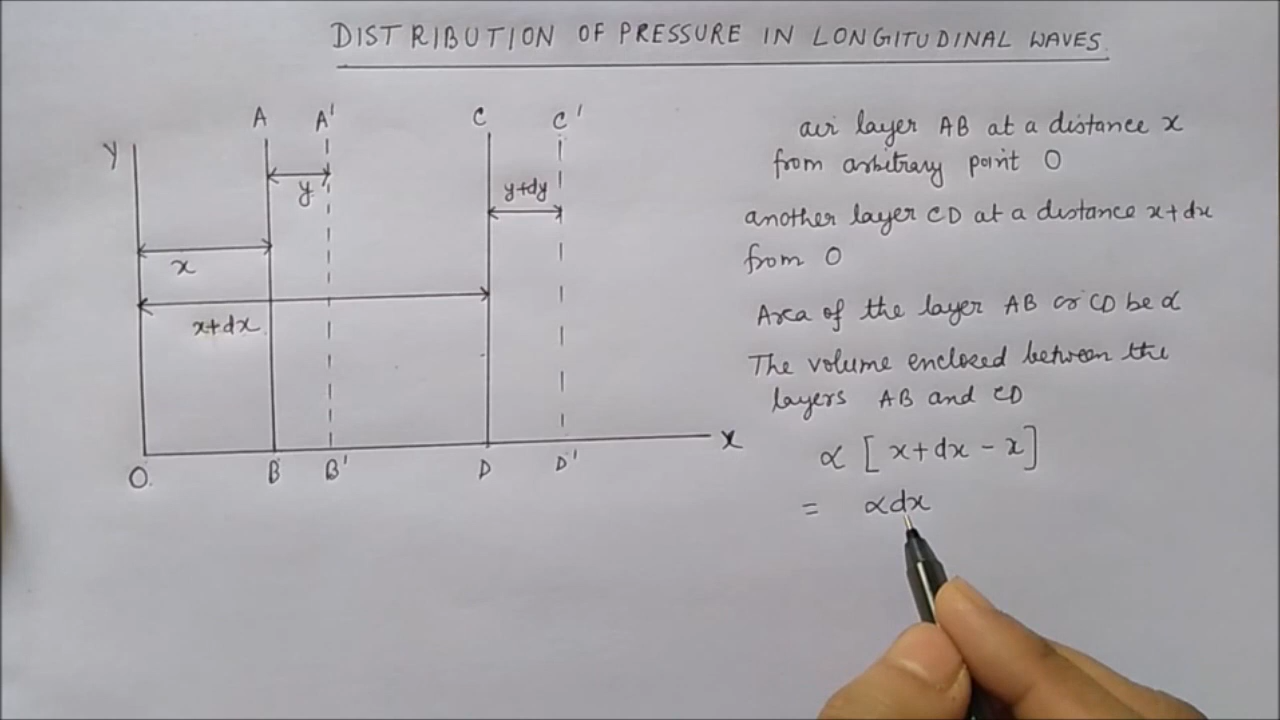 DISTRIBUTION OF PRESSURE IN LONGITUDINAL WAVES
A A' C C'
Y
y
y+dy
x
x+dx
X
O B B' D D'
air layer AB at a distance x
from arbitrary point O
another layer CD at a distance x+dx
from O
Area of the layer AB or CD be α
The volume enclosed between the
layers AB and CD
α [ x+dx - x ]
= αdx